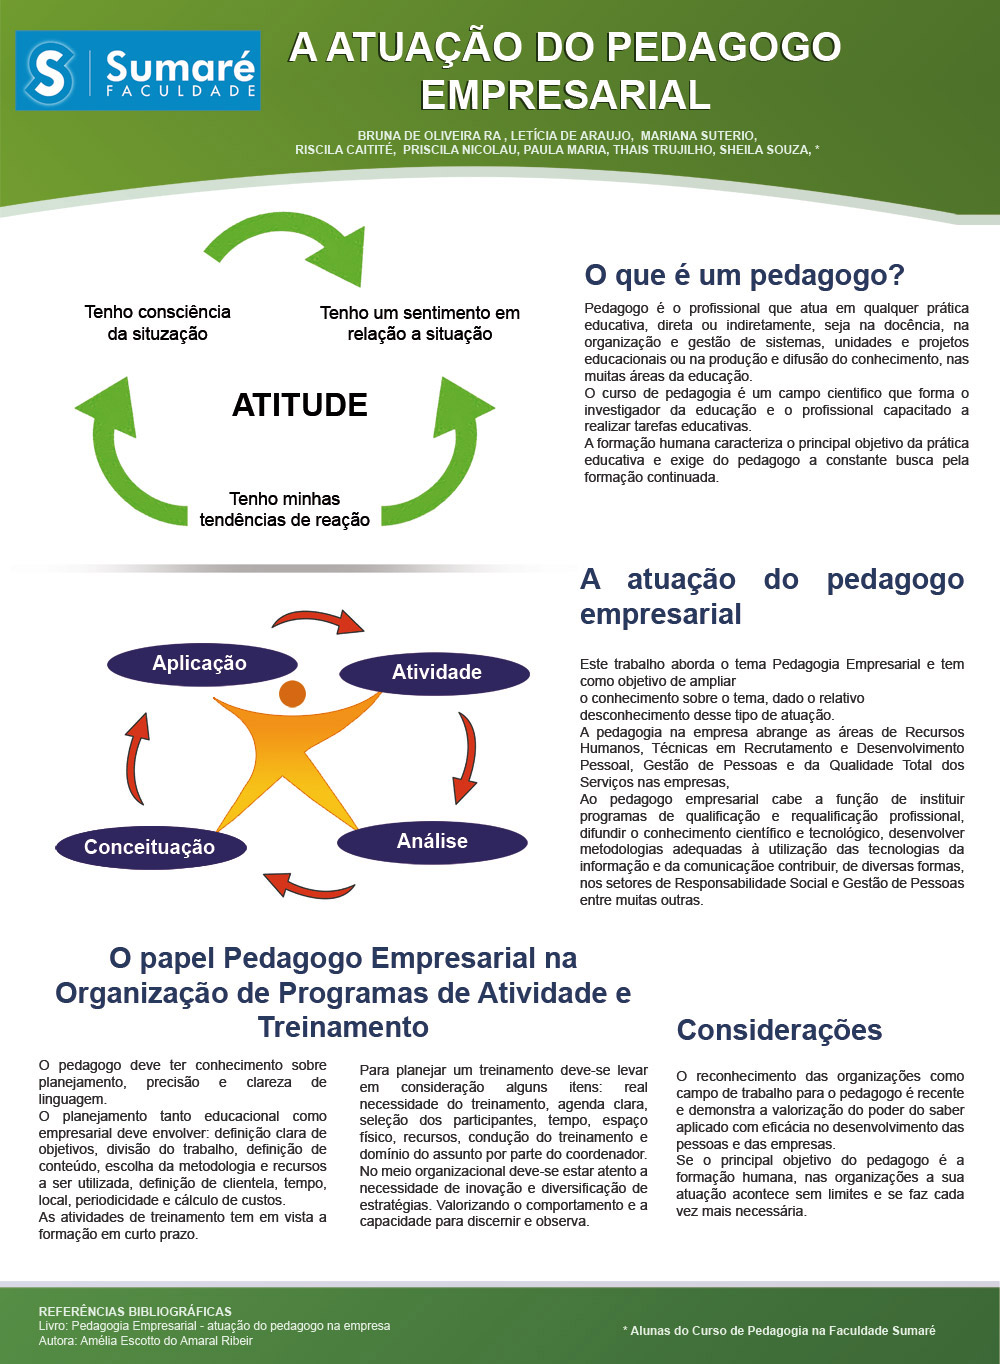 Sumaré
FACULDADE
A ATUAÇÃO DO PEDAGOGO
EMPRESARIAL
BRUNA DE OLIVEIRA RA , LETÍCIA DE ARAUJO, MARIANA SUTERIO,
RISCILA CAITITÉ, PRISCILA NICOLAU, PAULA MARIA, THAIS TRUJILHO, SHEILA SOUZA, *
Tenho consciência
da situzação
Tenho um sentimento em
relação a situação
ATITUDE
Tenho minhas
tendências de reação
O que é um pedagogo?
Pedagogo é o profissional que atua em qualquer prática
educativa, direta ou indiretamente, seja na docência, na
organização e gestão de sistemas, unidades e projetos
educacionais ou na produção e difusão do conhecimento, nas
muitas áreas da educação.
O curso de pedagogia é um campo cientifico que forma o
investigador da educação e o profissional capacitado a
realizar tarefas educativas.
A formação humana caracteriza o principal objetivo da prática
educativa e exige do pedagogo a constante busca pela
formação continuada.
Aplicação
Atividade
Análise
Conceituação
A atuação do pedagogo
empresarial
Este trabalho aborda o tema Pedagogia Empresarial e tem
como objetivo de ampliar
o conhecimento sobre o tema, dado o relativo
desconhecimento desse tipo de atuação.
A pedagogia na empresa abrange as áreas de Recursos
Humanos, Técnicas em Recrutamento e Desenvolvimento
Pessoal, Gestão de Pessoas e da Qualidade Total dos
Serviços nas empresas,
Ao pedagogo empresarial cabe a função de instituir
programas de qualificação e requalificação profissional,
difundir o conhecimento científico e tecnológico, desenvolver
metodologias adequadas à utilização das tecnologias da
informação e da comunicaçãoe contribuir, de diversas formas,
nos setores de Responsabilidade Social e Gestão de Pessoas
entre muitas outras.
O papel Pedagogo Empresarial na
Organização de Programas de Atividade e
Treinamento
O pedagogo deve ter conhecimento sobre
planejamento, precisão e clareza de
linguagem.
O planejamento tanto educacional como
empresarial deve envolver: definição clara de
objetivos, divisão do trabalho, definição de
conteúdo, escolha da metodologia e recursos
a ser utilizada, definição de clientela, tempo,
local, periodicidade e cálculo de custos.
As atividades de treinamento tem em vista a
formação em curto prazo.
Para planejar um treinamento deve-se levar
em consideração alguns itens: real
necessidade do treinamento, agenda clara,
seleção dos participantes, tempo, espaço
físico, recursos, condução do treinamento e
domínio do assunto por parte do coordenador.
No meio organizacional deve-se estar atento a
necessidade de inovação e diversificação de
estratégias. Valorizando o comportamento e a
capacidade para discernir e observa.
Considerações
O reconhecimento das organizações como
campo de trabalho para o pedagogo é recente
e demonstra a valorização do poder do saber
aplicado com eficácia no desenvolvimento das
pessoas e das empresas.
Se o principal objetivo do pedagogo é a
formação humana, nas organizações a sua
atuação acontece sem limites e se faz cada
vez mais necessária.
REFERÊNCIAS BIBLIOGRÁFICAS
Livro: Pedagogia Empresarial - atuação do pedagogo na empresa
Autora: Amélia Escotto do Amaral Ribeir
* Alunas do Curso de Pedagogia na Faculdade Sumaré